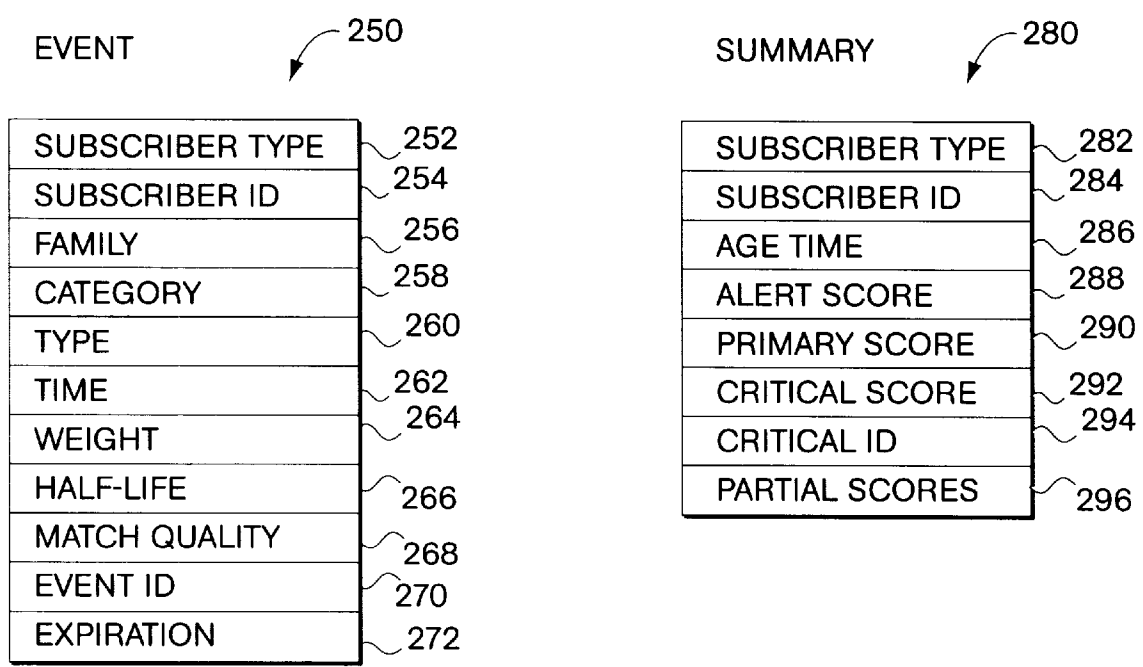 EVENT 250
SUBSCRIBER TYPE 252
SUBSCRIBER ID 254
FAMILY 256
CATEGORY 258
TYPE 260
TIME 262
WEIGHT 264
HALF-LIFE 266
MATCH QUALITY 268
EVENT ID 270
EXPIRATION 272
SUMMARY 280
SUBSCRIBER TYPE 282
SUBSCRIBER ID 284
AGE TIME 286
ALERT SCORE 288
PRIMARY SCORE 290
CRITICAL SCORE 292
CRITICAL ID 294
PARTIAL SCORES 296